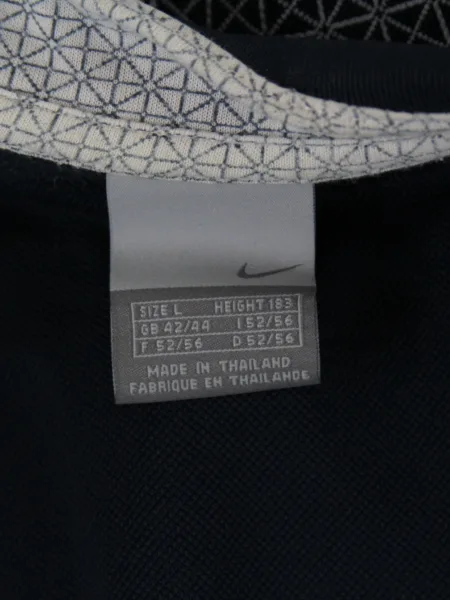 SIZE L HEIGHT 183
GB 42/44 I 52/56
F 52/56 D 52/56
MADE IN THAILAND
FABRIQUE EN THAILANDE